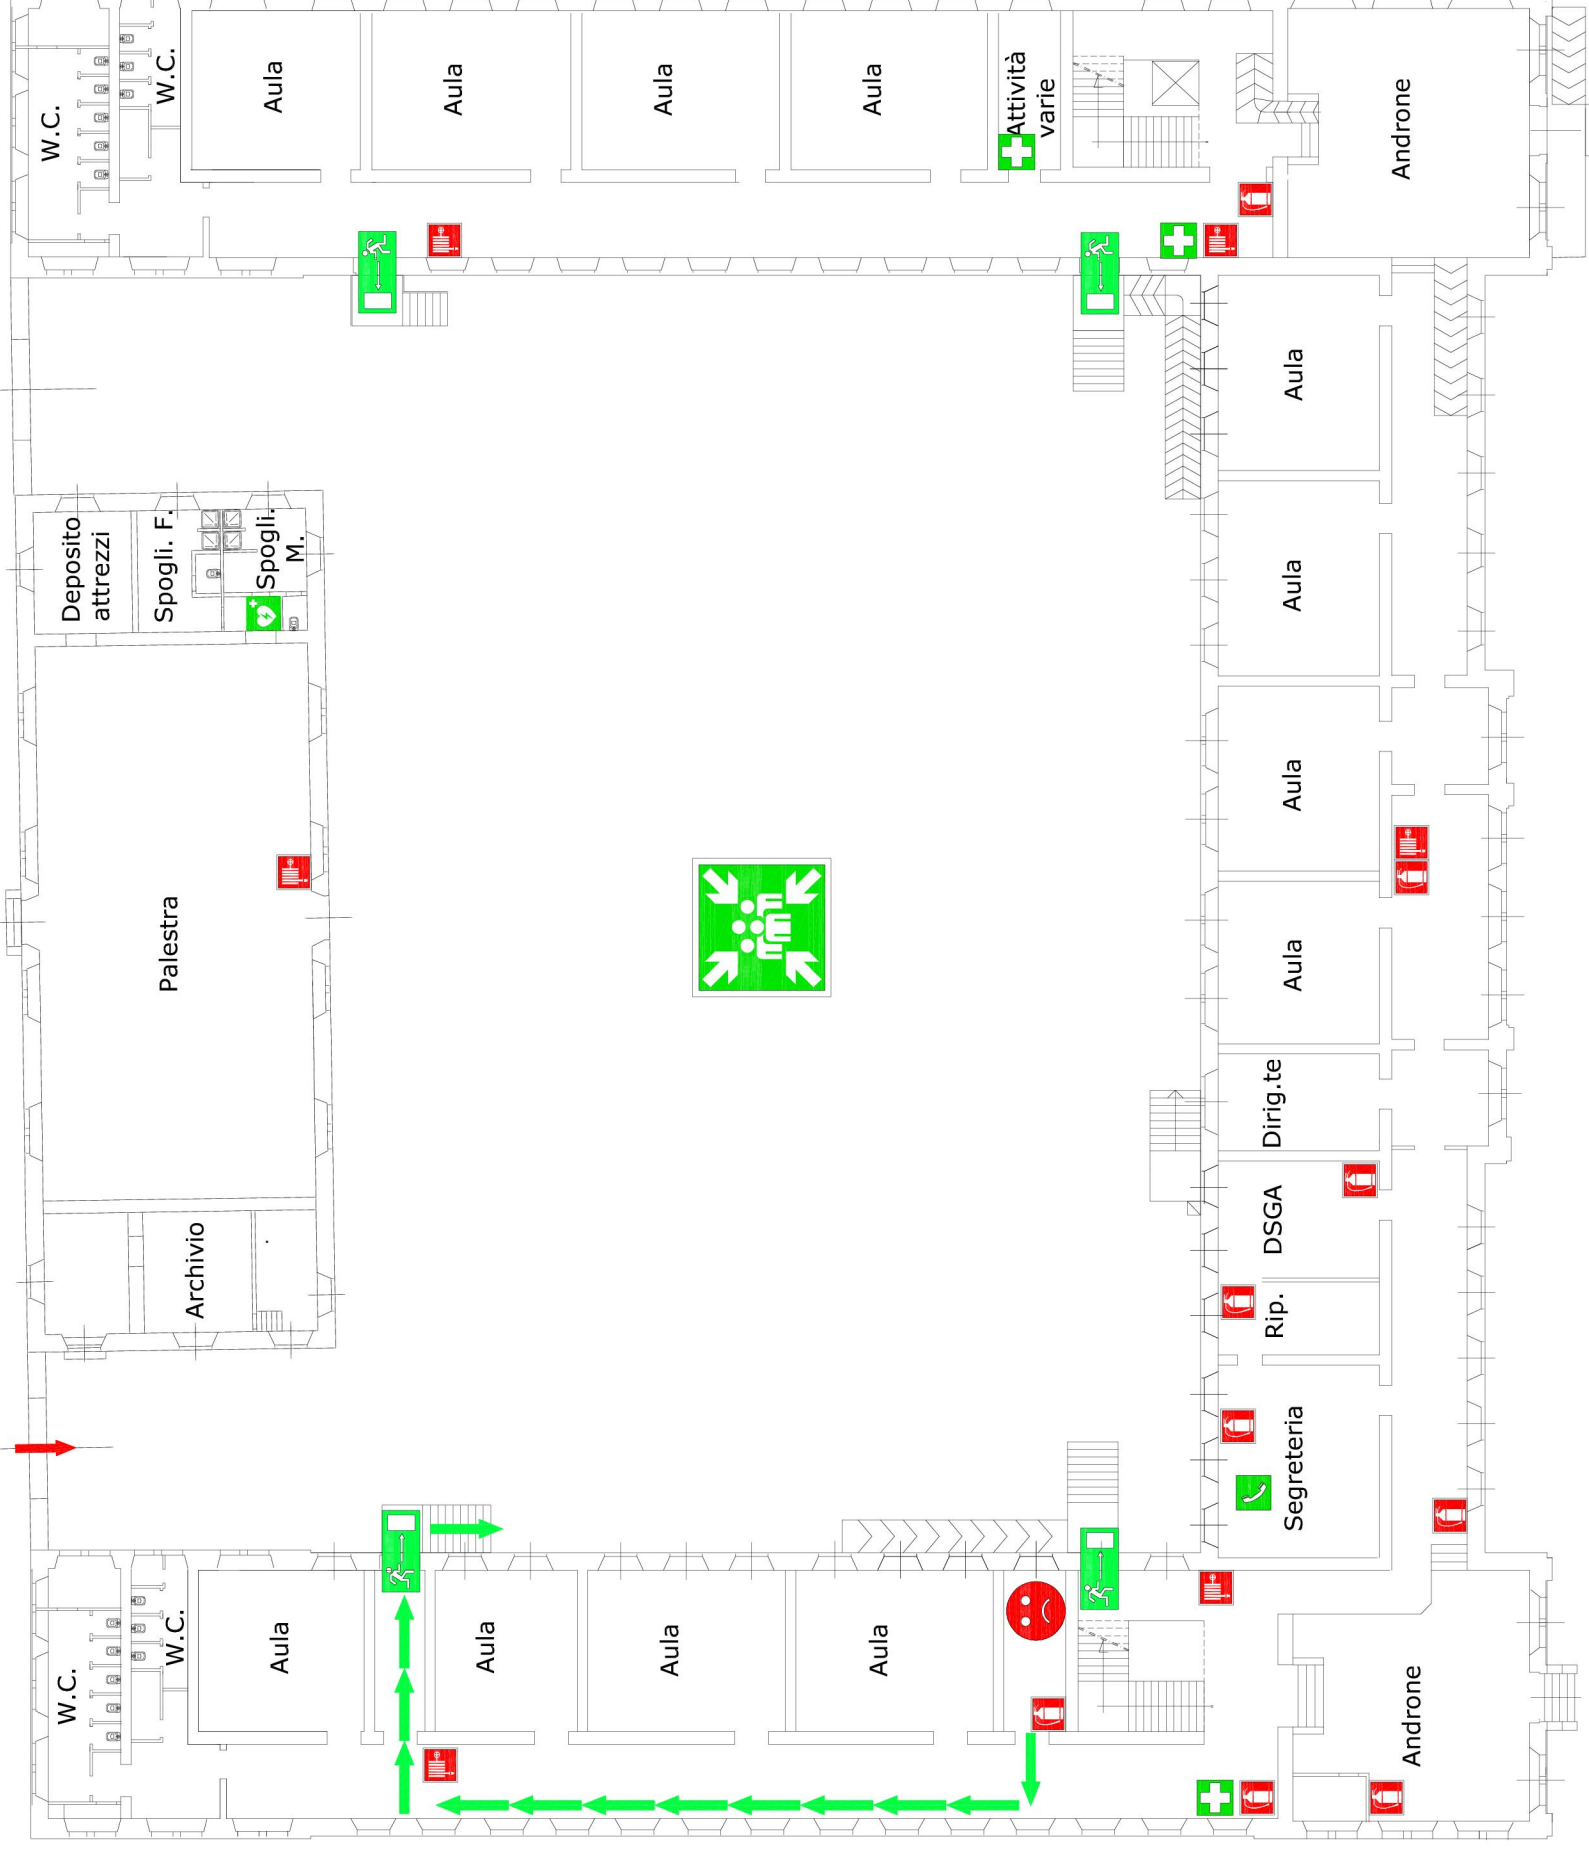 W.C.
W.C.
Aula
Aula
Aula
Aula
Attività
varie
Androne
Aula
Deposito
attrezzi
Spogli. F.
Spogli.
M.
Aula
Aula
Palestra
Aula
Dirig.te
DSGA
Archivio
Rip.
Segreteria
W.C.
W.C.
Aula
Aula
Aula
Aula
Androne